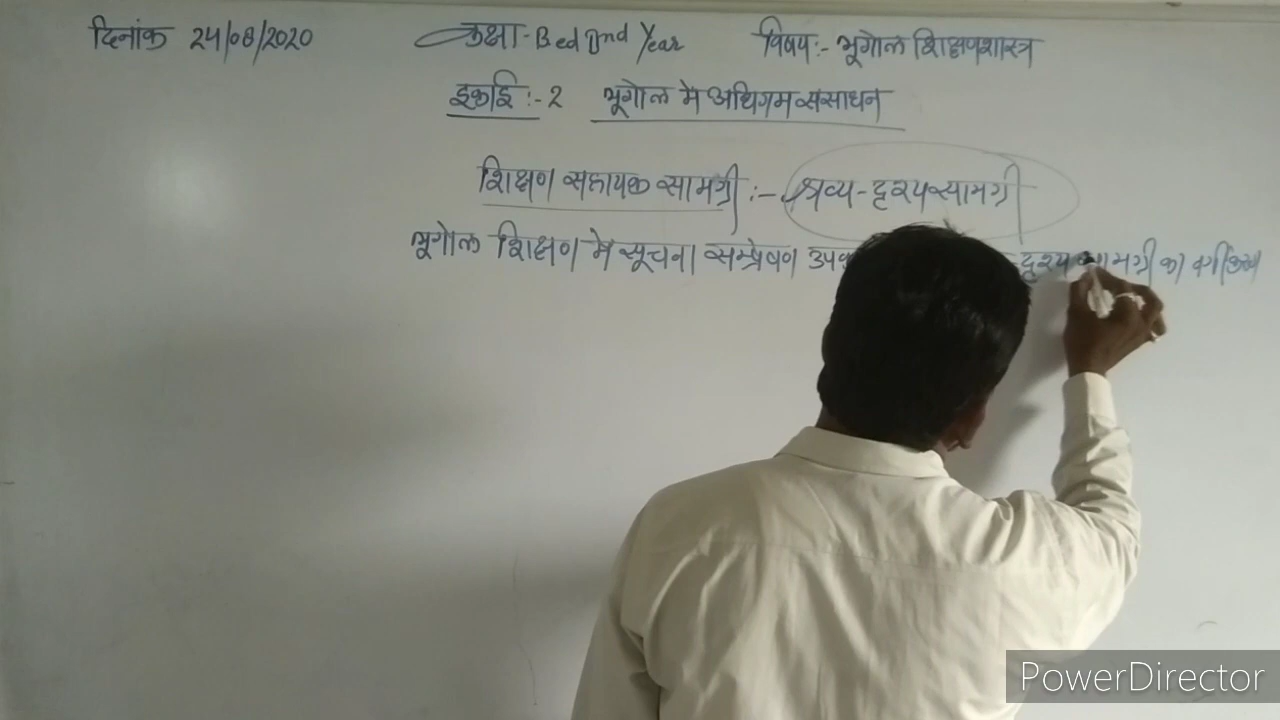 दिनांक 24/08/2020 कक्षा - Bed IInd Year विषय :- भूगोल शिक्षणशास्त्र
इकाई :- 2 भूगोल मे अधिगम संसाधन
शिक्षण सहायक सामग्री :- श्रव्य - दृश्य सामग्री
भूगोल शिक्षण मे सूचना सम्प्रेषण दृश्य सामग्री का
PowerDirector